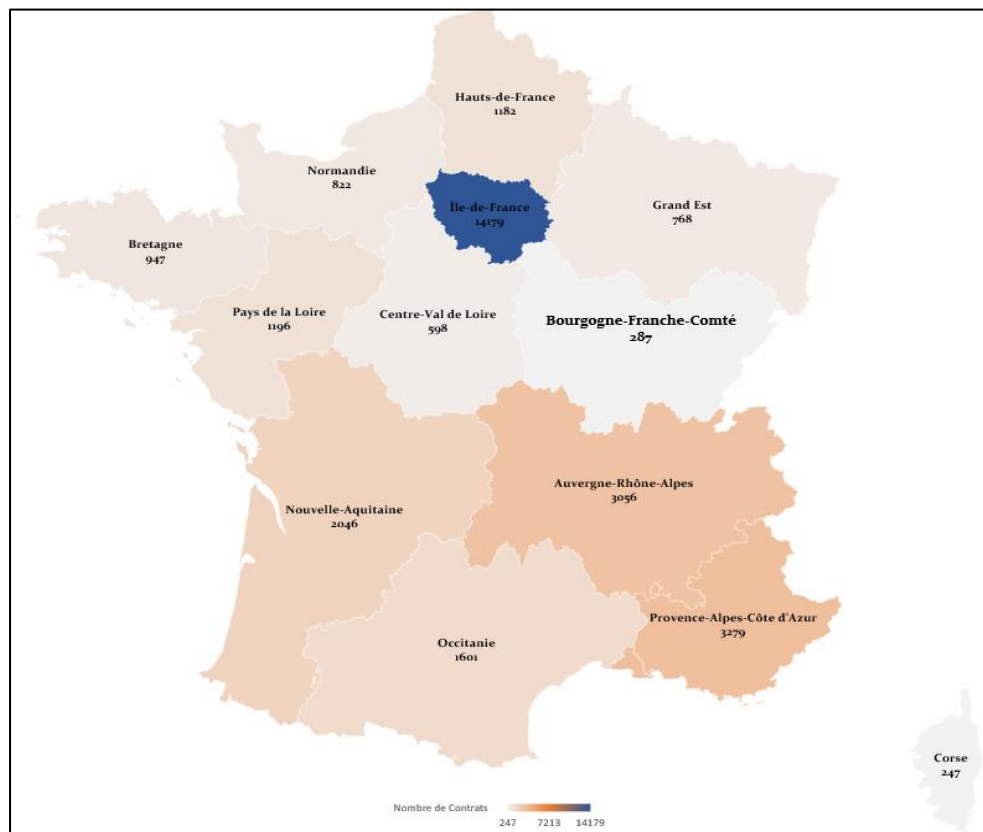 Hauts-de-France
1182
Normandie
822
Île-de-France
14179
Grand Est
768
Bretagne
947
Pays de la Loire
1196
Centre-Val de Loire
598
Bourgogne-Franche-Comté
287
Auvergne-Rhône-Alpes
3056
Nouvelle-Aquitaine
2046
Provence-Alpes-Côte d'Azur
3279
Occitanie
1601
Corse
247
Nombre de Contrats
247 7213 14179